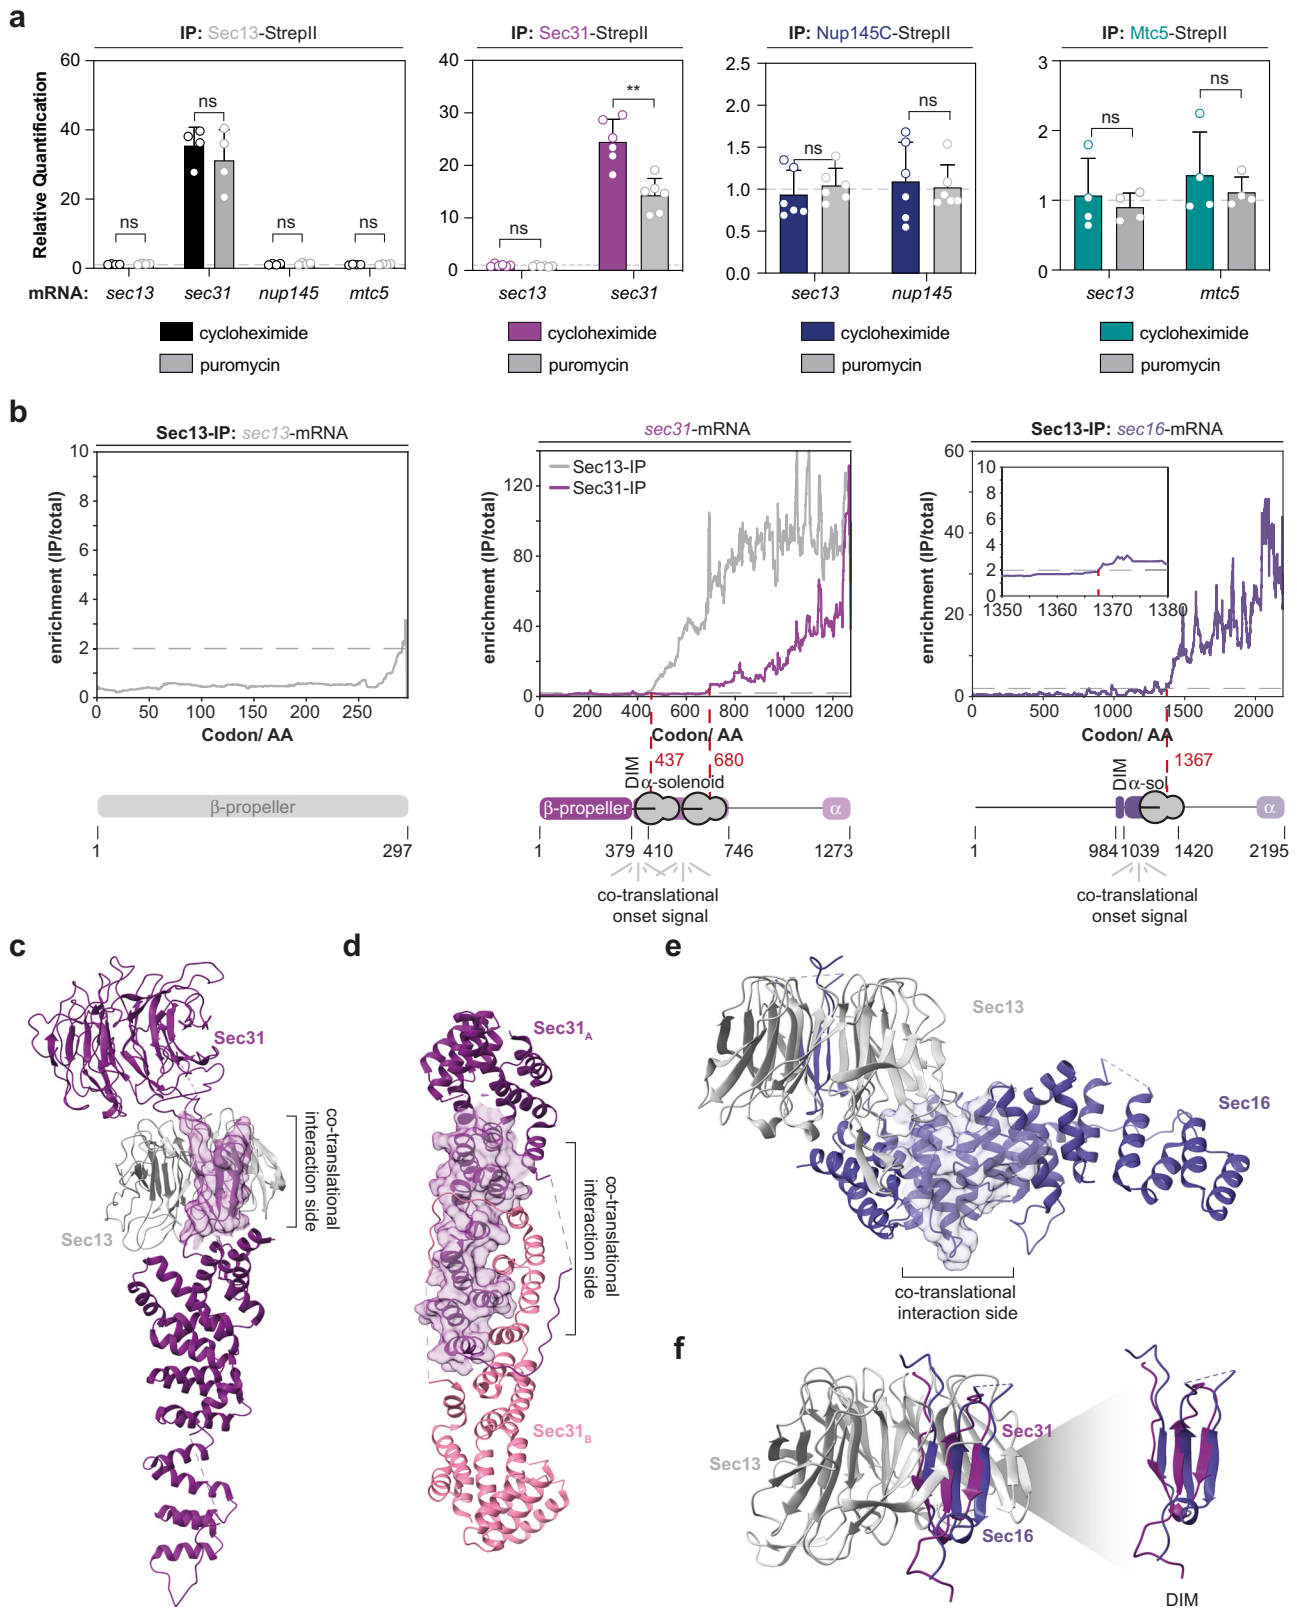 a
IP: Sec13-StrepII
IP: Sec31-StrepII
IP: Nup145C-StrepII
IP: Mtc5-StrepII
Relative Quantification
60
40
20
0
ns
ns
ns
ns
mRNA: sec13 sec31 nup145 mtc5
cycloheximide
puromycin
40
30
20
10
0
ns
**
sec13 sec31
cycloheximide
puromycin
2.5
2.0
1.5
1.0
0.5
0.0
ns
ns
sec13 nup145
cycloheximide
puromycin
3
2
1
0
ns
ns
sec13 mtc5
cycloheximide
puromycin
b
Sec13-IP: sec13-mRNA
enrichment (IP/total)
10
8
6
4
2
0
0 50 100 150 200 250
Codon/ AA
β-propeller
1 297
sec31-mRNA
Sec13-IP
Sec31-IP
enrichment (IP/total)
120
80
40
0
0 200 400 600 800 1000 1200
Codon/ AA
437 680
DIM
α-solenoid
β-propeller
α
1 379 410 746 1273
co-translational
onset signal
Sec13-IP: sec16-mRNA
enrichment (IP/total)
60
40
20
0
10
8
6
4
2
0
1350 1360 1370 1380
0 500 1000 1500 2000
Codon/ AA
1367
DIM
α-sol
α
1 984 1039 1420 2195
co-translational
onset signal
c
Sec31
Sec13
co-translational
interaction side
d
Sec31A
co-translational
interaction side
Sec31B
e
Sec13
Sec16
co-translational
interaction side
f
Sec31
Sec13
Sec16
DIM